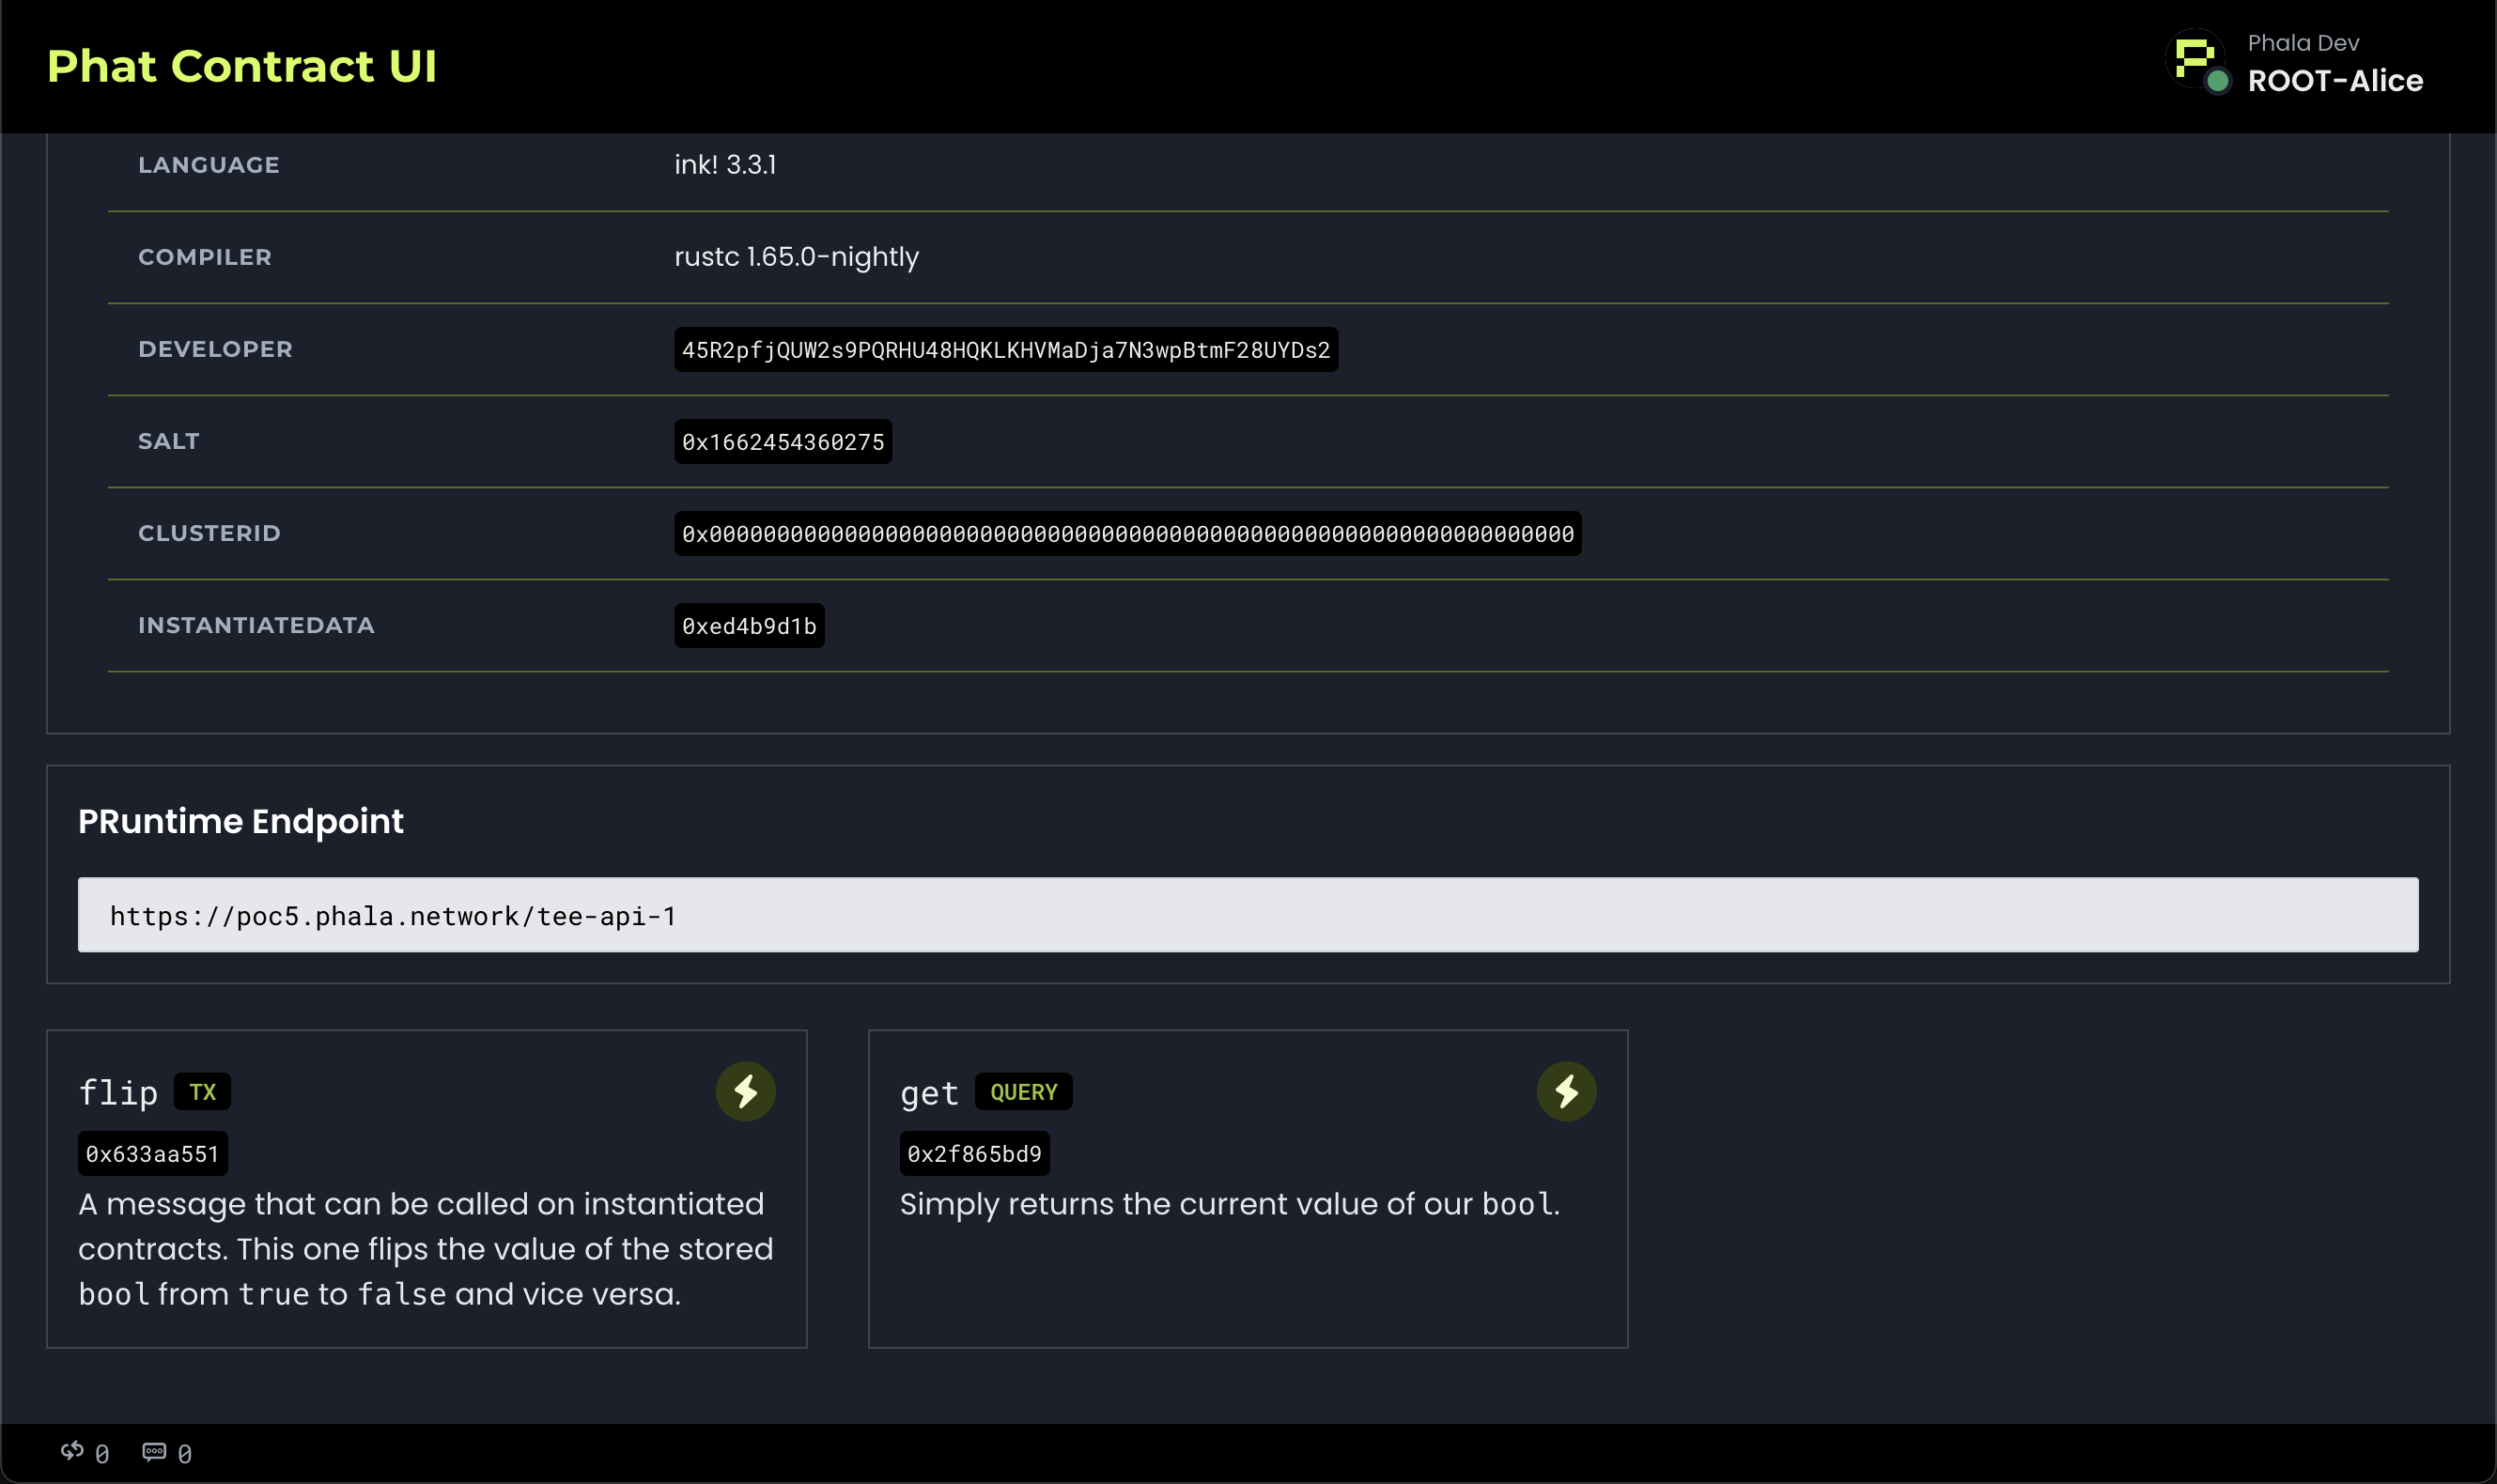 Phat Contract UI
Phala Dev
ROOT-Alice
LANGUAGE
ink! 3.3.1
COMPILER
rustc 1.65.0-nightly
DEVELOPER
45R2pfjQUW2s9PQRHU48HQKLKHVMaDja7N3wpBtmF28UYDs2
SALT
0x1662454360275
CLUSTERID
0x0000000000000000000000000000000000000000000000000000000000000000
INSTANTIATEDATA
0xed4b9d1b
PRuntime Endpoint
https://poc5.phala.network/tee-api-1
flip TX
0x633aa551
A message that can be called on instantiated
contracts. This one flips the value of the stored
bool from true to false and vice versa.
get QUERY
0x2f865bd9
Simply returns the current value of our bool.
0 0